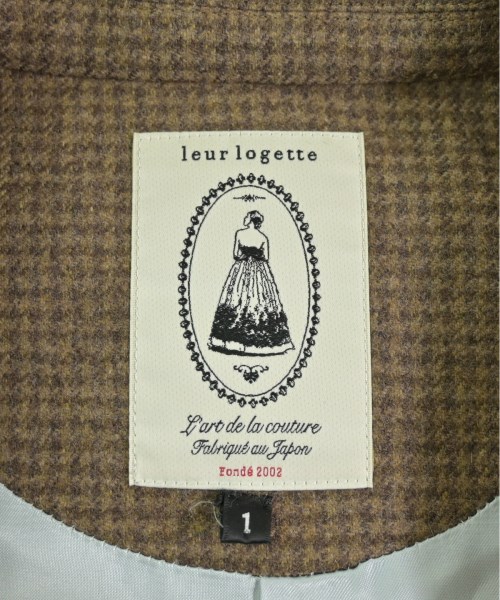 leur logette
L'art de la couture
Fabriqué au Japon
Fondé 2002
1